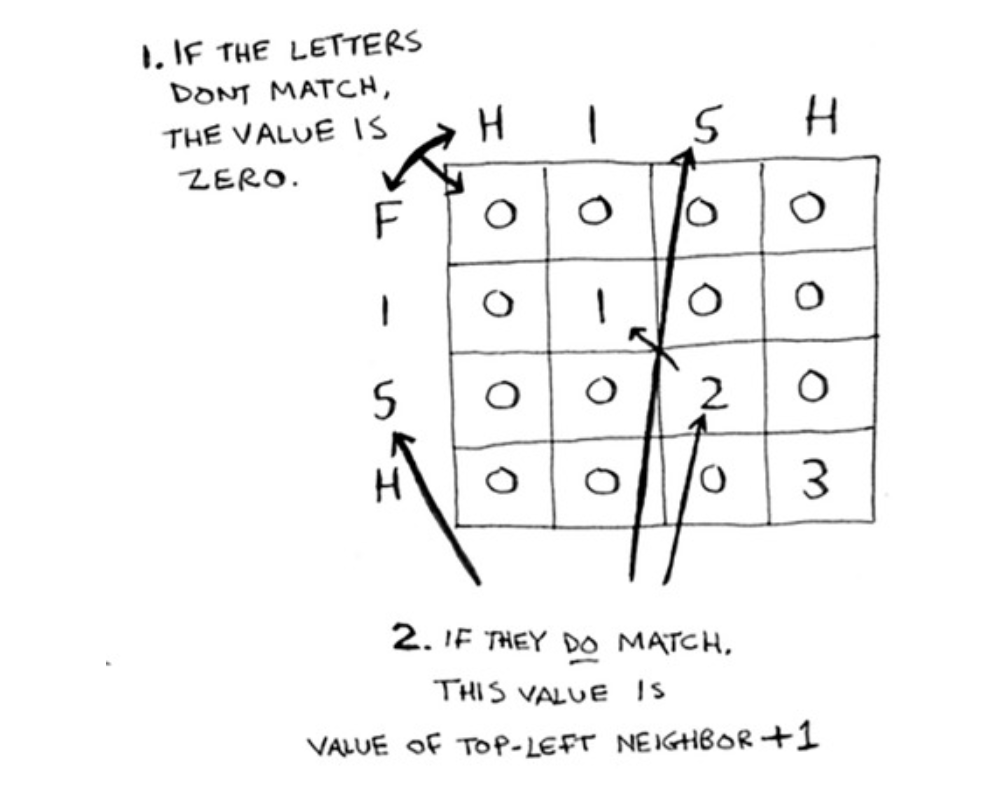 1. IF THE LETTERS
DONT MATCH,
THE VALUE IS
ZERO.
H I S H
F 0 0 0 0
I 0 1 0 0
S 0 0 2 0
H 0 0 0 3
2. IF THEY DO MATCH,
THIS VALUE IS
VALUE OF TOP-LEFT NEIGHBOR +1